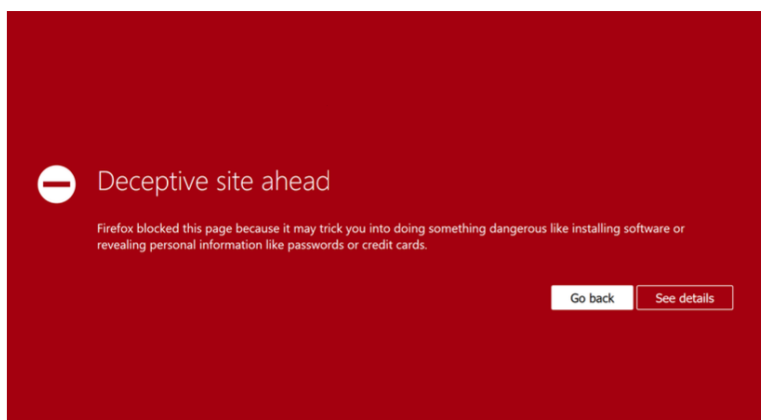 Deceptive site ahead
Firefox blocked this page because it may trick you into doing something dangerous like installing software or
revealing personal information like passwords or credit cards.
Go back See details